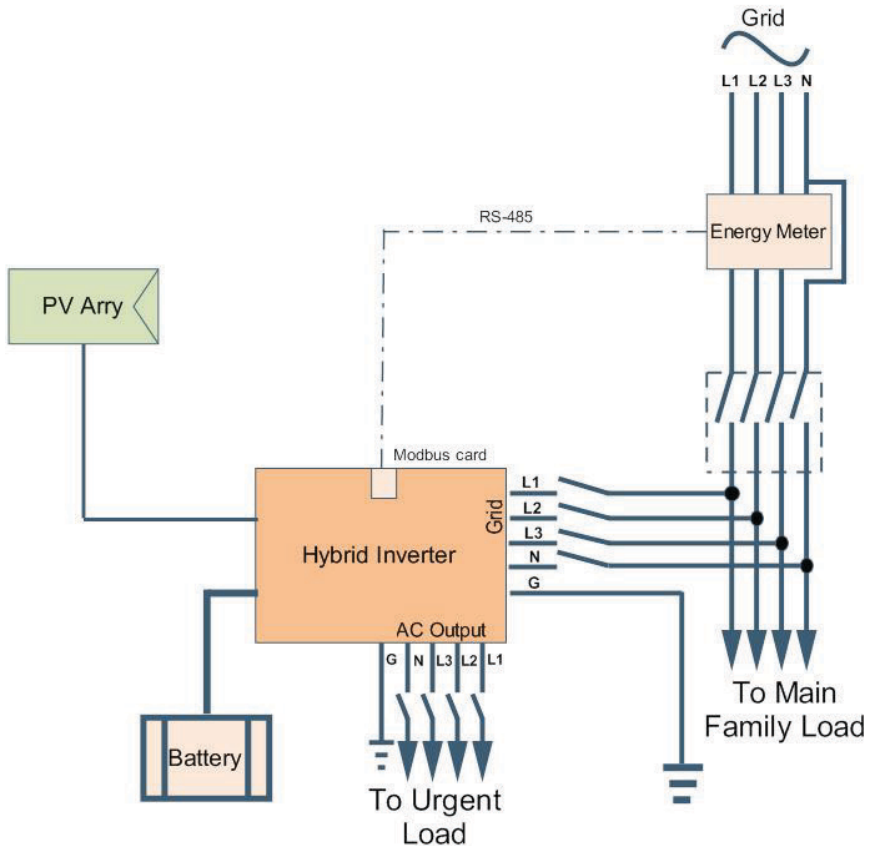 Grid
L1 L2 L3 N
RS-485
Energy Meter
PV Arry
Modbus card
L1
L2
L3
N
G
Grid
Hybrid Inverter
AC Output
G N L3 L2 L1
Battery
To Urgent
Load
To Main
Family Load